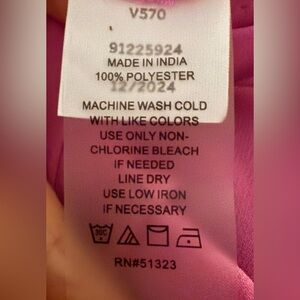 V570
91225924
MADE IN INDIA
100% POLYESTER
12/2024
MACHINE WASH COLD
WITH LIKE COLORS
USE ONLY NON-
CHLORINE BLEACH
IF NEEDED
LINE DRY
USE LOW IRON
IF NECESSARY
30C
RN#51323